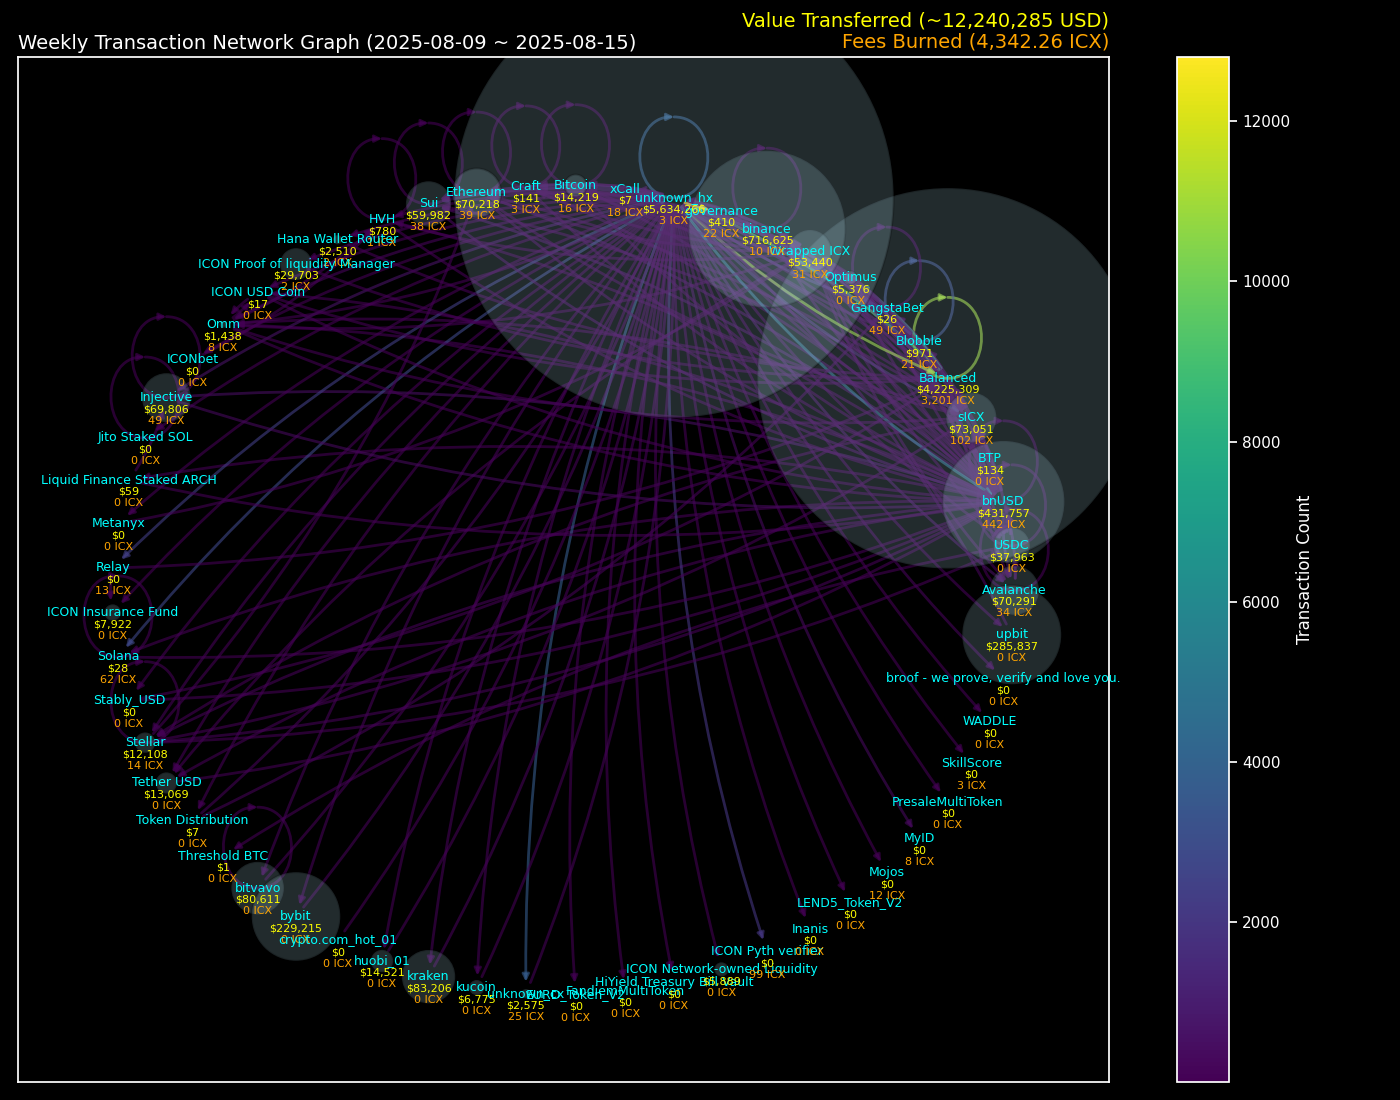 Value Transferred (~12,240,285 USD)
Weekly Transaction Network Graph (2025-08-09 ~ 2025-08-15)
Fees Burned (4,342.26 ICX)
unknown_hx
3 ICX
governance
$410
22 ICX
binance
$716,625
10 ICX
Wrapped ICX
$53,440
31 ICX
Optimus
$5,376
0 ICX
GangstaBet
$26
49 ICX
Blobble
$971
21 ICX
Balanced
$4,225,309
3,201 ICX
sICX
$73,051
102 ICX
BTP
$134
0 ICX
bnUSD
$431,757
442 ICX
USDC
$37,963
0 ICX
Avalanche
$70,291
34 ICX
upbit
$285,837
0 ICX
broof - we prove, verify and love you.
$0
0 ICX
WADDLE
$0
0 ICX
SkillScore
$0
3 ICX
PresaleMultiToken
$0
0 ICX
MyID
$0
8 ICX
Mojos
$0
12 ICX
LEND5_Token_V2
$0
0 ICX
Inanis
$0
0 ICX
ICON Pyth verifier
$0
99 ICX
ICON Network-owned Liquidity
0 ICX
HiYield Treasury Bill Vault
$0
0 ICX
FandiemMultiToken
$0
0 ICX
$0
0 ICX
unknown_cx
$2,575
25 ICX
kucoin
$6,775
0 ICX
kraken
$83,206
0 ICX
huobi_01
$14,521
0 ICX
crypto.com_hot_01
$0
0 ICX
bybit
$229,215
0 ICX
bitvavo
$80,611
0 ICX
Threshold BTC
$1
0 ICX
Token Distribution
$7
0 ICX
Tether USD
$13,069
0 ICX
Stellar
$12,108
14 ICX
Stably_USD
$0
0 ICX
Solana
$28
62 ICX
ICON Insurance Fund
$7,922
0 ICX
Relay
$0
13 ICX
Metanyx
$0
0 ICX
Liquid Finance Staked ARCH
$59
0 ICX
Jito Staked SOL
$0
0 ICX
Injective
$69,806
49 ICX
ICONbet
$0
0 ICX
Omm
$1,438
8 ICX
ICON USD Coin
$17
0 ICX
ICON Proof of liquidity Manager
$29,703
2 ICX
Hana Wallet Router
$2,510
HVH
$780
1 ICX
Sui
$59,982
38 ICX
Ethereum
$70,218
39 ICX
Craft
$141
3 ICX
Bitcoin
$14,219
16 ICX
xCall
$7
18 ICX
12000
10000
8000
6000
4000
2000
Transaction Count